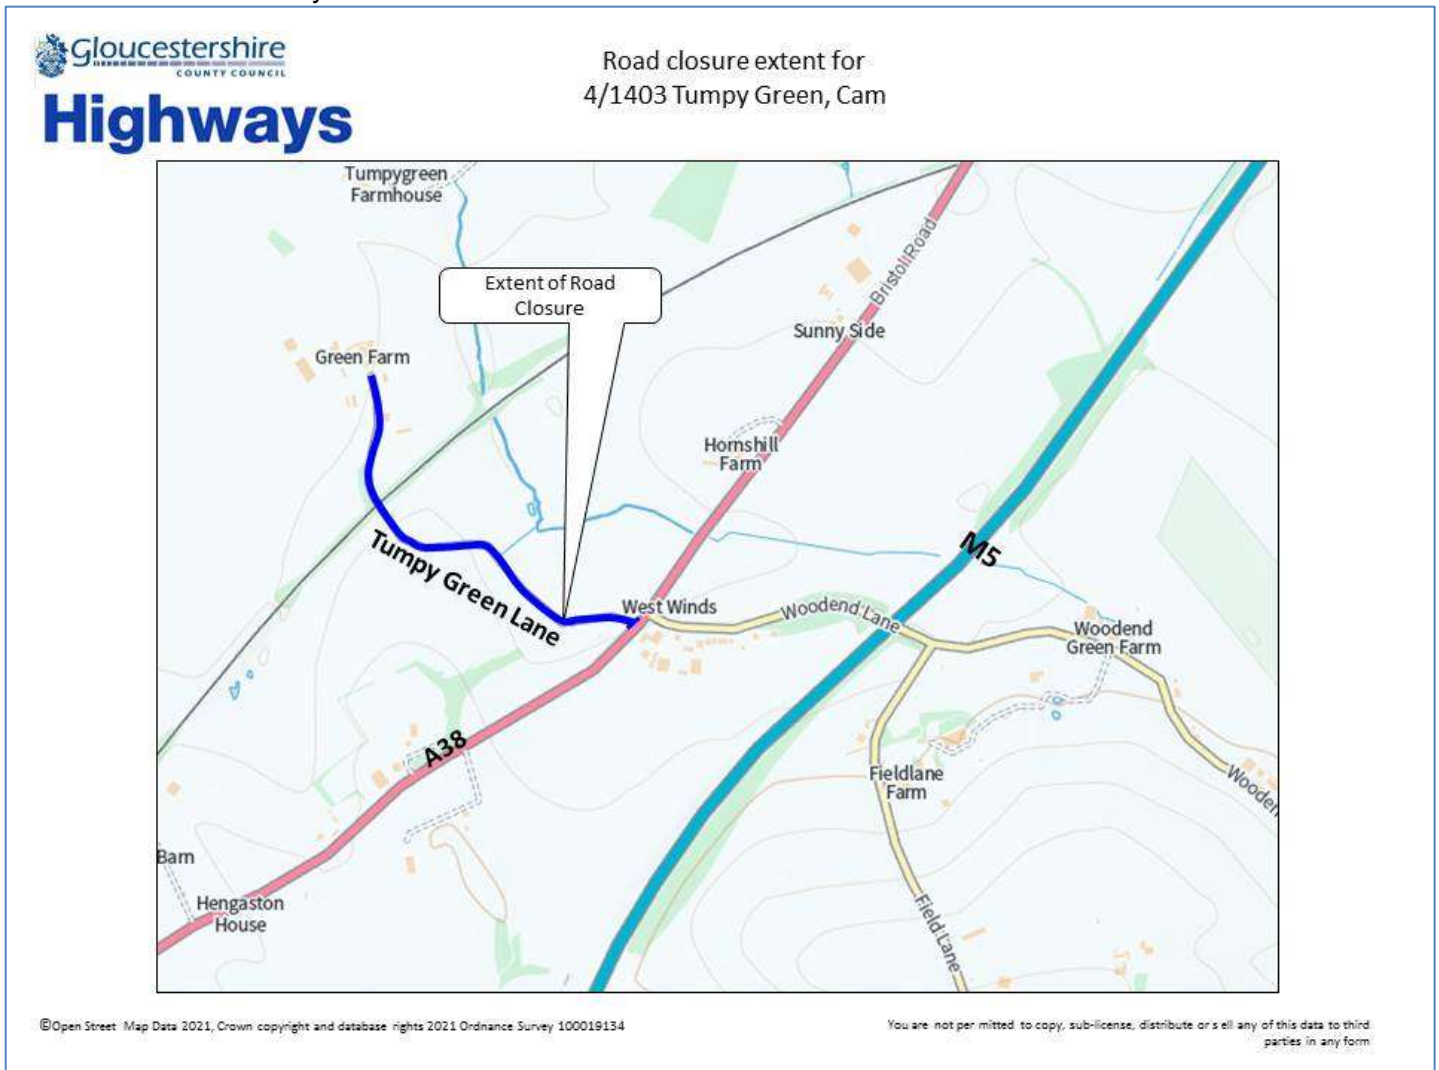 Gloucestershire
COUNTY COUNCIL
Highways
Road closure extent for
4/1403 Tumpy Green, Cam
Tumpygreen
Farmhouse
Extent of Road
Closure
Bristol Road
Sunny Side
Green Farm
Hornshill
Farm
M5
Tumpy Green Lane
West Winds
Woodend Lane
Woodend
Green Farm
A38
Fieldlane
Farm
Wooden
Barn
Hengaston
House
Field Lane
©Open Street Map Data 2021, Crown copyright and database rights 2021 Ordnance Survey 100019134
You are not per mitted to copy, sub-license, distribute or s ell any of this data to third
parties in any form